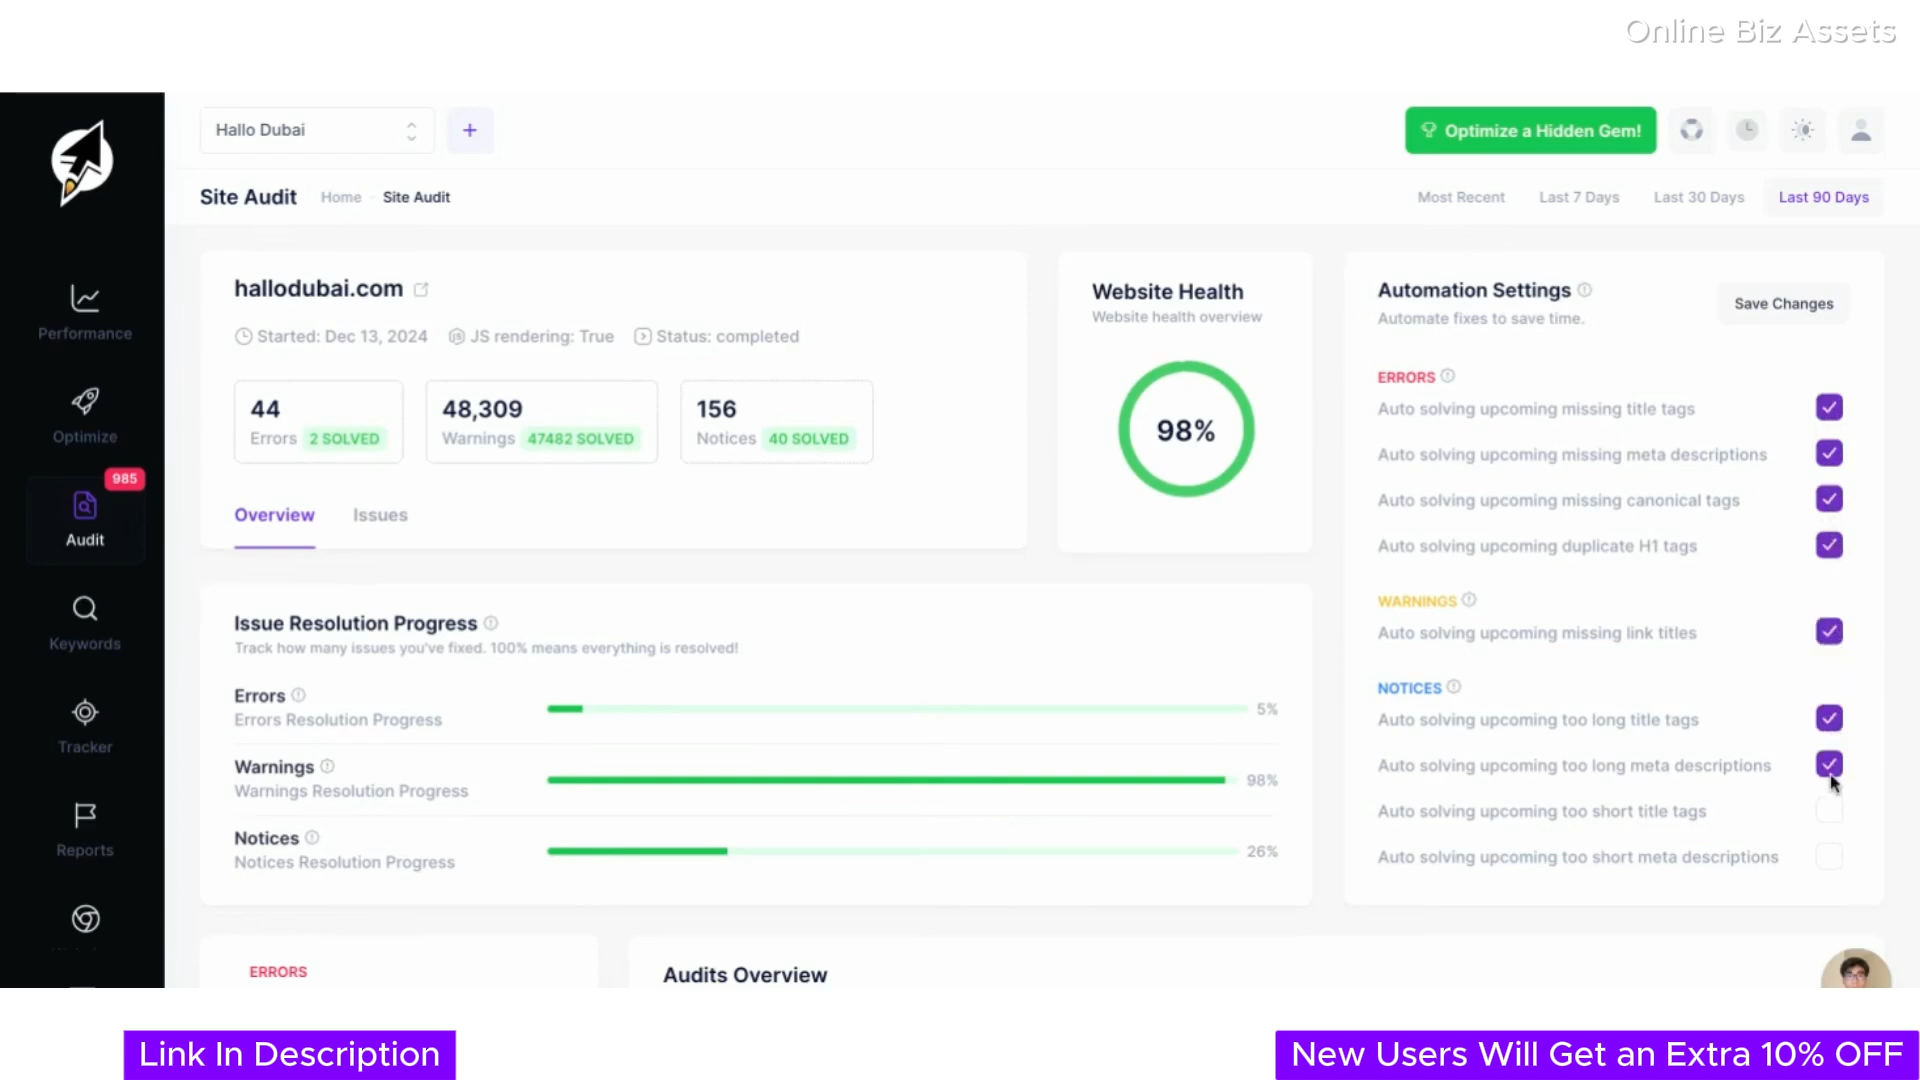 Online Biz Assets
Hallo Dubai
+
Optimize a Hidden Gem!
Site Audit
Home - Site Audit
Most Recent
Last 7 Days
Last 30 Days
Last 90 Days
hallodubai.com
Started: Dec 13, 2024
JS rendering: True
Status: completed
44
Errors 2 SOLVED
48,309
Warnings 47482 SOLVED
156
Notices 40 SOLVED
Overview
Issues
Website Health
Website health overview
98%
Automation Settings
Automate fixes to save time.
Save Changes
ERRORS
Auto solving upcoming missing title tags
Auto solving upcoming missing meta descriptions
Auto solving upcoming missing canonical tags
Auto solving upcoming duplicate H1 tags
WARNINGS
Auto solving upcoming missing link titles
NOTICES
Auto solving upcoming too long title tags
Auto solving upcoming too long meta descriptions
Auto solving upcoming too short title tags
Auto solving upcoming too short meta descriptions
Performance
Optimize
985
Audit
Keywords
Tracker
Reports
Issue Resolution Progress
Track how many issues you've fixed. 100% means everything is resolved!
Errors
Errors Resolution Progress
5%
Warnings
Warnings Resolution Progress
98%
Notices
Notices Resolution Progress
26%
ERRORS
Audits Overview
Link In Description
New Users Will Get an Extra 10% OFF